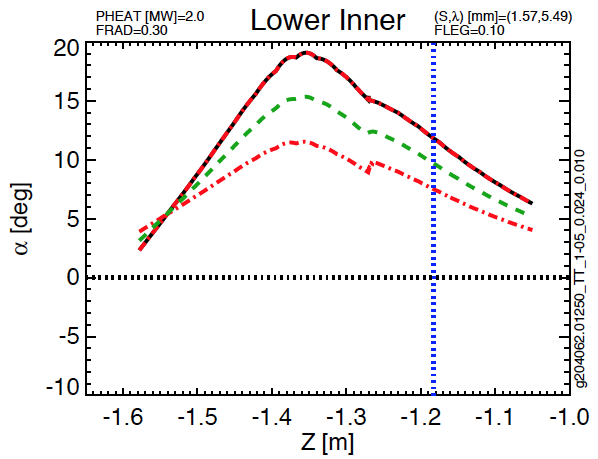 PHEAT [MW]=2.0
FRAD=0.30
Lower Inner
(S,λ) [mm]=(1.57,5.49)
FLEG=0.10
20
15
10
5
0
-5
-10
α [deg]
-1.6 -1.5 -1.4 -1.3 -1.2 -1.1 -1.0
Z [m]
g204062.01250_TT_1-05_0.024_0.010